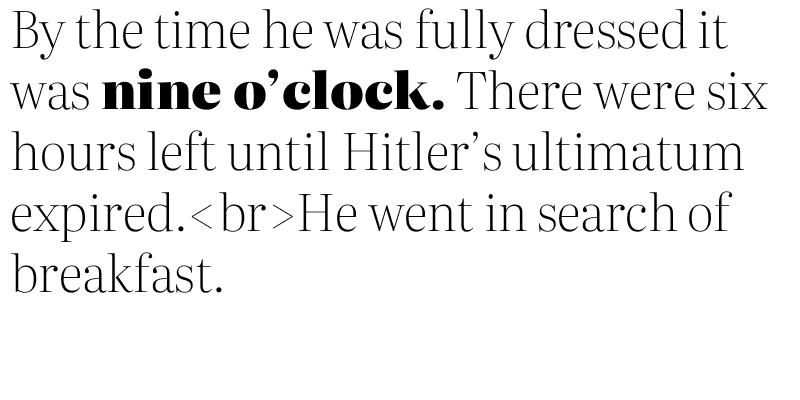 By the time he was fully dressed it
was nine o’clock. There were six
hours left until Hitler’s ultimatum
expired.<br>He went in search of
breakfast.